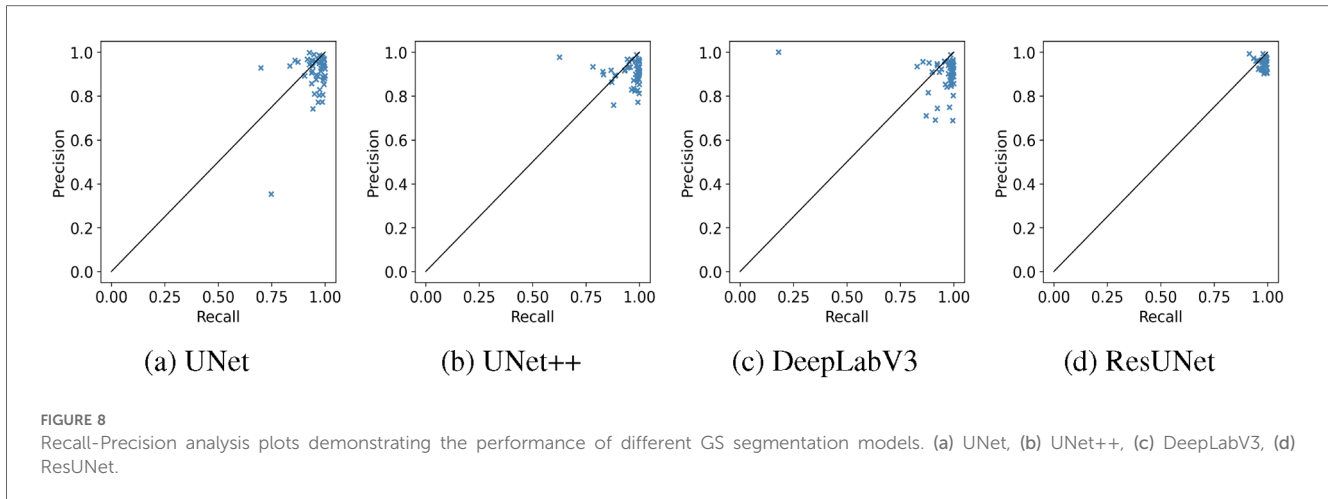 1.0 1.0 1.0 1.0
0.8 0.8 0.8 0.8
0.6 0.6 0.6 0.6
Precision Precision Precision Precision
0.4 0.4 0.4 0.4
0.2 0.2 0.2 0.2
0.0 0.0 0.0 0.0
0.00 0.25 0.50 0.75 1.00 0.00 0.25 0.50 0.75 1.00 0.00 0.25 0.50 0.75 1.00 0.00 0.25 0.50 0.75 1.00
Recall Recall Recall Recall
(a) UNet (b) UNet++ (c) DeepLabV3 (d) ResUNet
FIGURE 8
Recall-Precision analysis plots demonstrating the performance of different GS segmentation models. (a) UNet, (b) UNet++, (c) DeepLabV3, (d)
ResUNet.